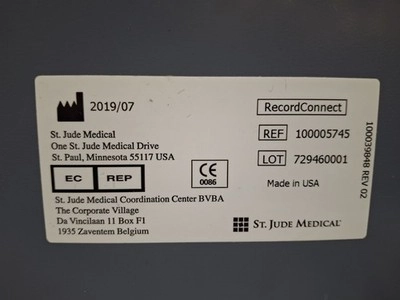 2019/07
St. Jude Medical
One St. Jude Medical Drive
St. Paul, Minnesota 55117 USA
EC REP
CE
0086
St. Jude Medical Coordination Center BVBA
The Corporate Village
Da Vincilaan 11 Box F1
1935 Zaventem Belgium
RecordConnect
REF 100005745
LOT 729460001
Made in USA
ST. JUDE MEDICAL
100039848 REV 02